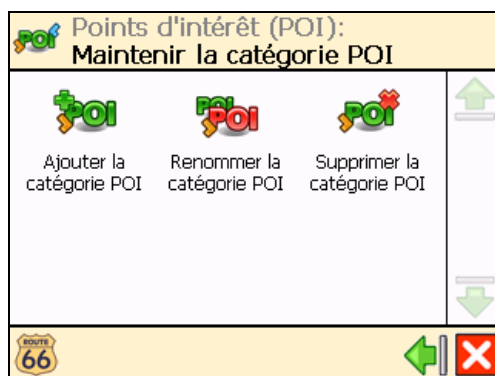 POI
Points d'intérêt (POI):
Maintenir la catégorie POI
POI
POI
POI
POI
Ajouter la
catégorie POI
Renommer la
catégorie POI
Supprimer la
catégorie POI
ROUTE
66